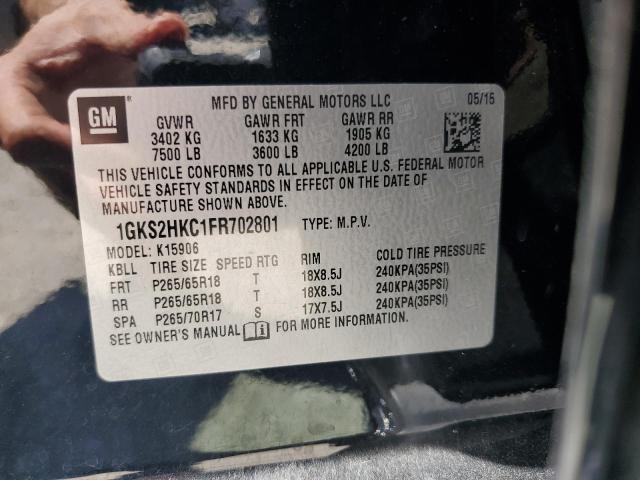 GM
MFD BY GENERAL MOTORS LLC 05/15
GVWR GAWR FRT GAWR RR
3402 KG 1633 KG 1905 KG
7500 LB 3600 LB 4200 LB
THIS VEHICLE CONFORMS TO ALL APPLICABLE U.S. FEDERAL MOTOR
VEHICLE SAFETY STANDARDS IN EFFECT ON THE DATE OF
MANUFACTURE SHOWN ABOVE.
1GKS2HKC1FR702801 TYPE: M.P.V.
MODEL: K15906
KBLL TIRE SIZE SPEED RTG RIM COLD TIRE PRESSURE
FRT P265/65R18 T 18X8.5J 240KPA(35PSI)
RR P265/65R18 T 18X8.5J 240KPA(35PSI)
SPA P265/70R17 S 17X7.5J 240KPA(35PSI)
SEE OWNER'S MANUAL i FOR MORE INFORMATION.